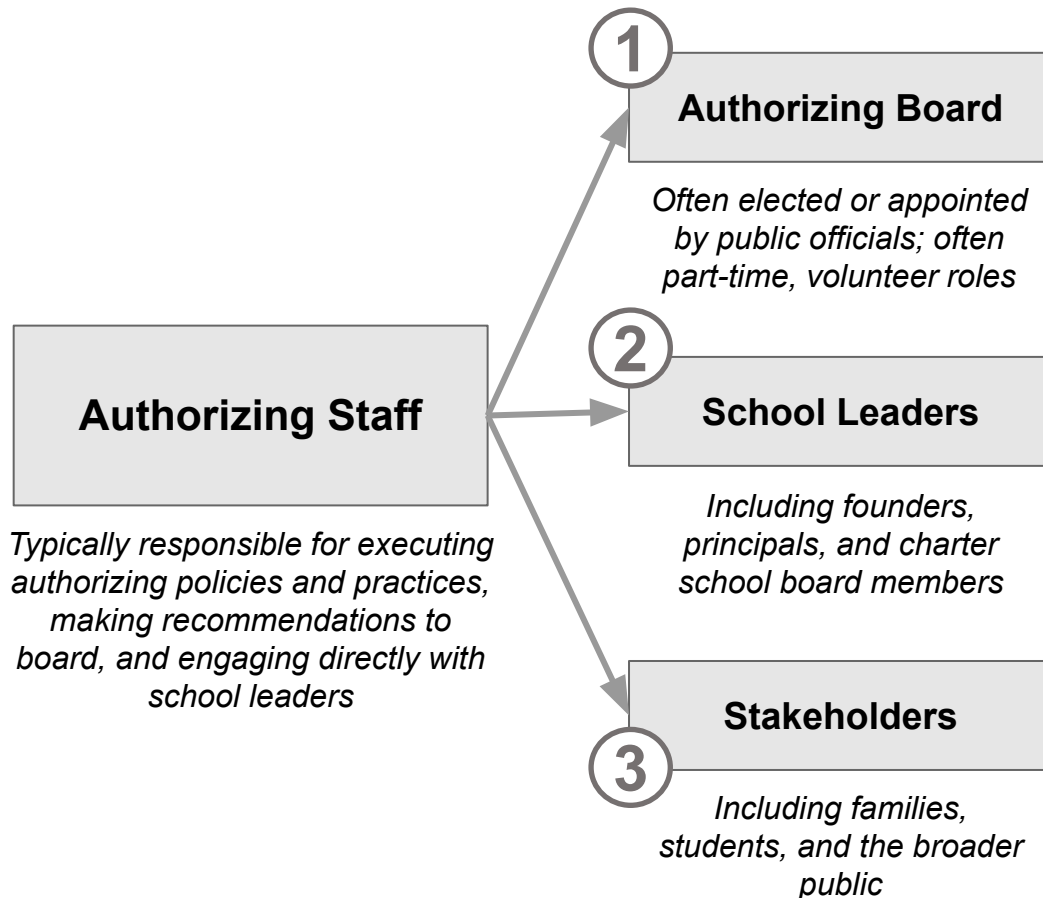 Authorizing Staff
Typically responsible for executing
authorizing policies and practices,
making recommendations to
board, and engaging directly with
school leaders
1
Authorizing Board
Often elected or appointed
by public officials; often
part-time, volunteer roles
2
School Leaders
Including founders,
principals, and charter
school board members
3
Stakeholders
Including families,
students, and the broader
public